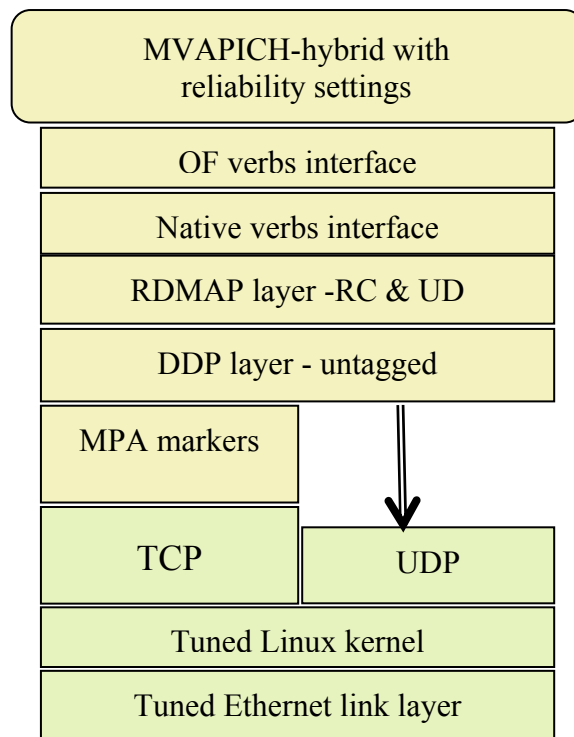 MVAPICH-hybrid with
reliability settings
OF verbs interface
Native verbs interface
RDMAP layer -RC & UD
DDP layer - untagged
MPA markers
TCP
UDP
Tuned Linux kernel
Tuned Ethernet link layer